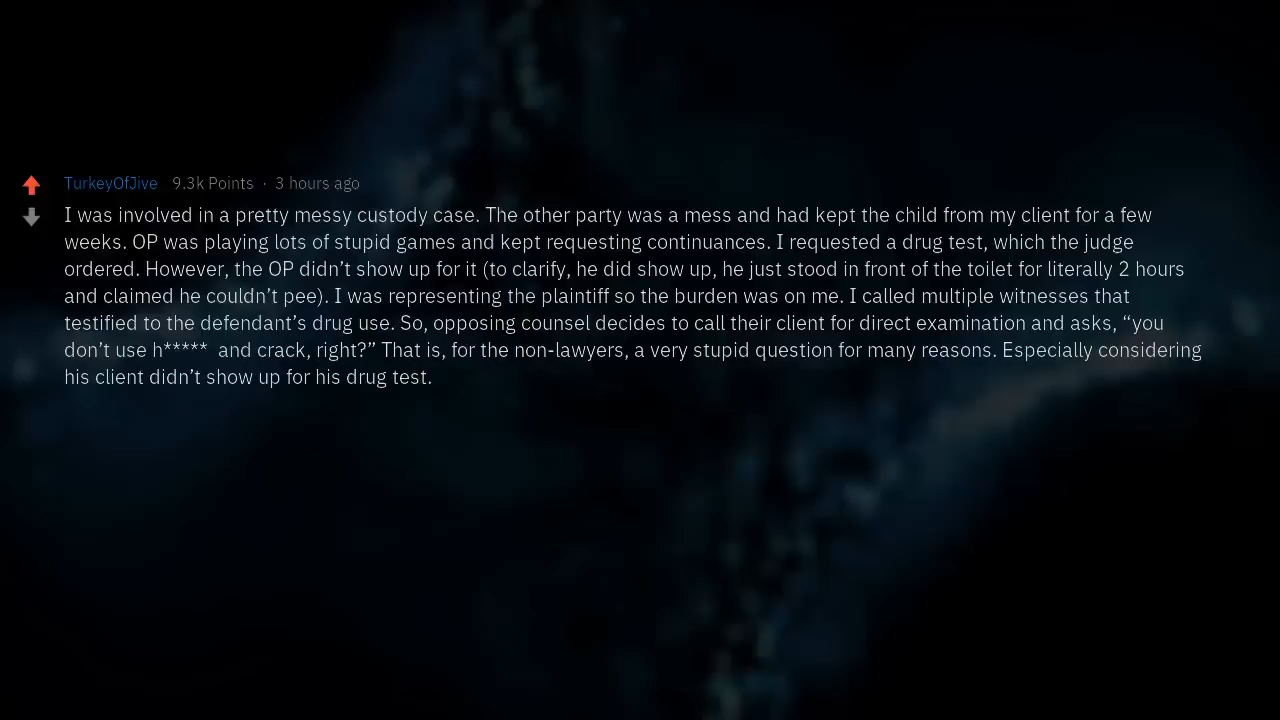 TurkeyOfJive 9.3k Points · 3 hours ago
I was involved in a pretty messy custody case. The other party was a mess and had kept the child from my client for a few
weeks. OP was playing lots of stupid games and kept requesting continuances. I requested a drug test, which the judge
ordered. However, the OP didn’t show up for it (to clarify, he did show up, he just stood in front of the toilet for literally 2 hours
and claimed he couldn’t pee). I was representing the plaintiff so the burden was on me. I called multiple witnesses that
testified to the defendant’s drug use. So, opposing counsel decides to call their client for direct examination and asks, “you
don’t use h***** and crack, right?” That is, for the non-lawyers, a very stupid question for many reasons. Especially considering
his client didn’t show up for his drug test.